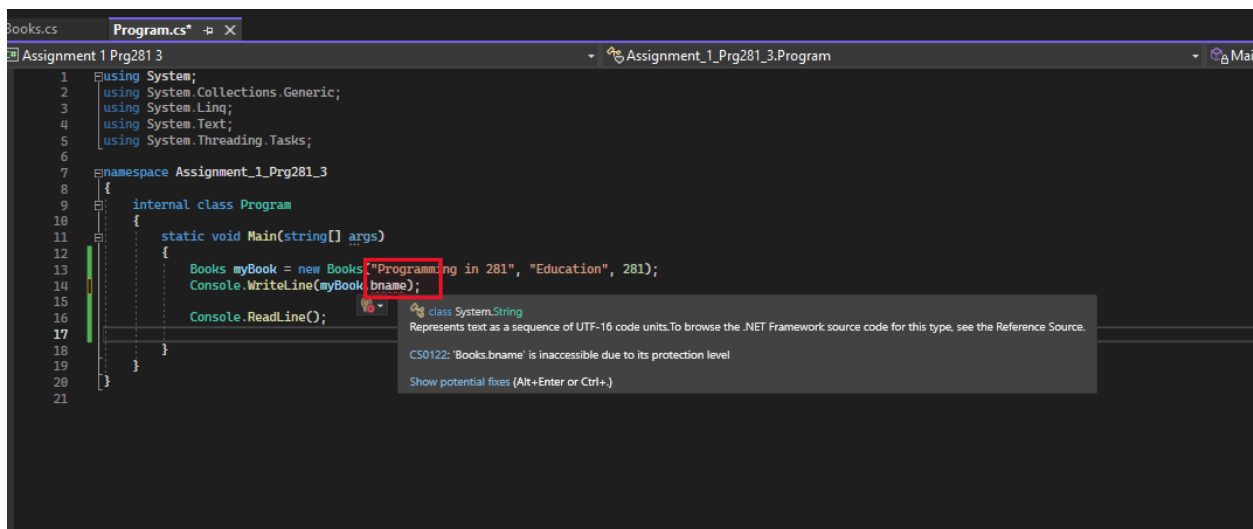 Books.cs Program.cs*
C# Assignment 1 Prg281 3 Assignment_1_Prg281_3.Program Mai
1 using System;
2 using System.Collections.Generic;
3 using System.Linq;
4 using System.Text;
5 using System.Threading.Tasks;
6
7 namespace Assignment_1_Prg281_3
8 {
9 internal class Program
10 {
11 static void Main(string[] args)
12 {
13 Books myBook = new Books("Programming in 281", "Education", 281);
14 Console.WriteLine(myBook.bname);
15
16 Console.ReadLine();
17
18 }
19 }
20 }
21
class System.String
Represents text as a sequence of UTF-16 code units.To browse the .NET Framework source code for this type, see the Reference Source.
CS0122: 'Books.bname' is inaccessible due to its protection level
Show potential fixes (Alt+Enter or Ctrl+.)